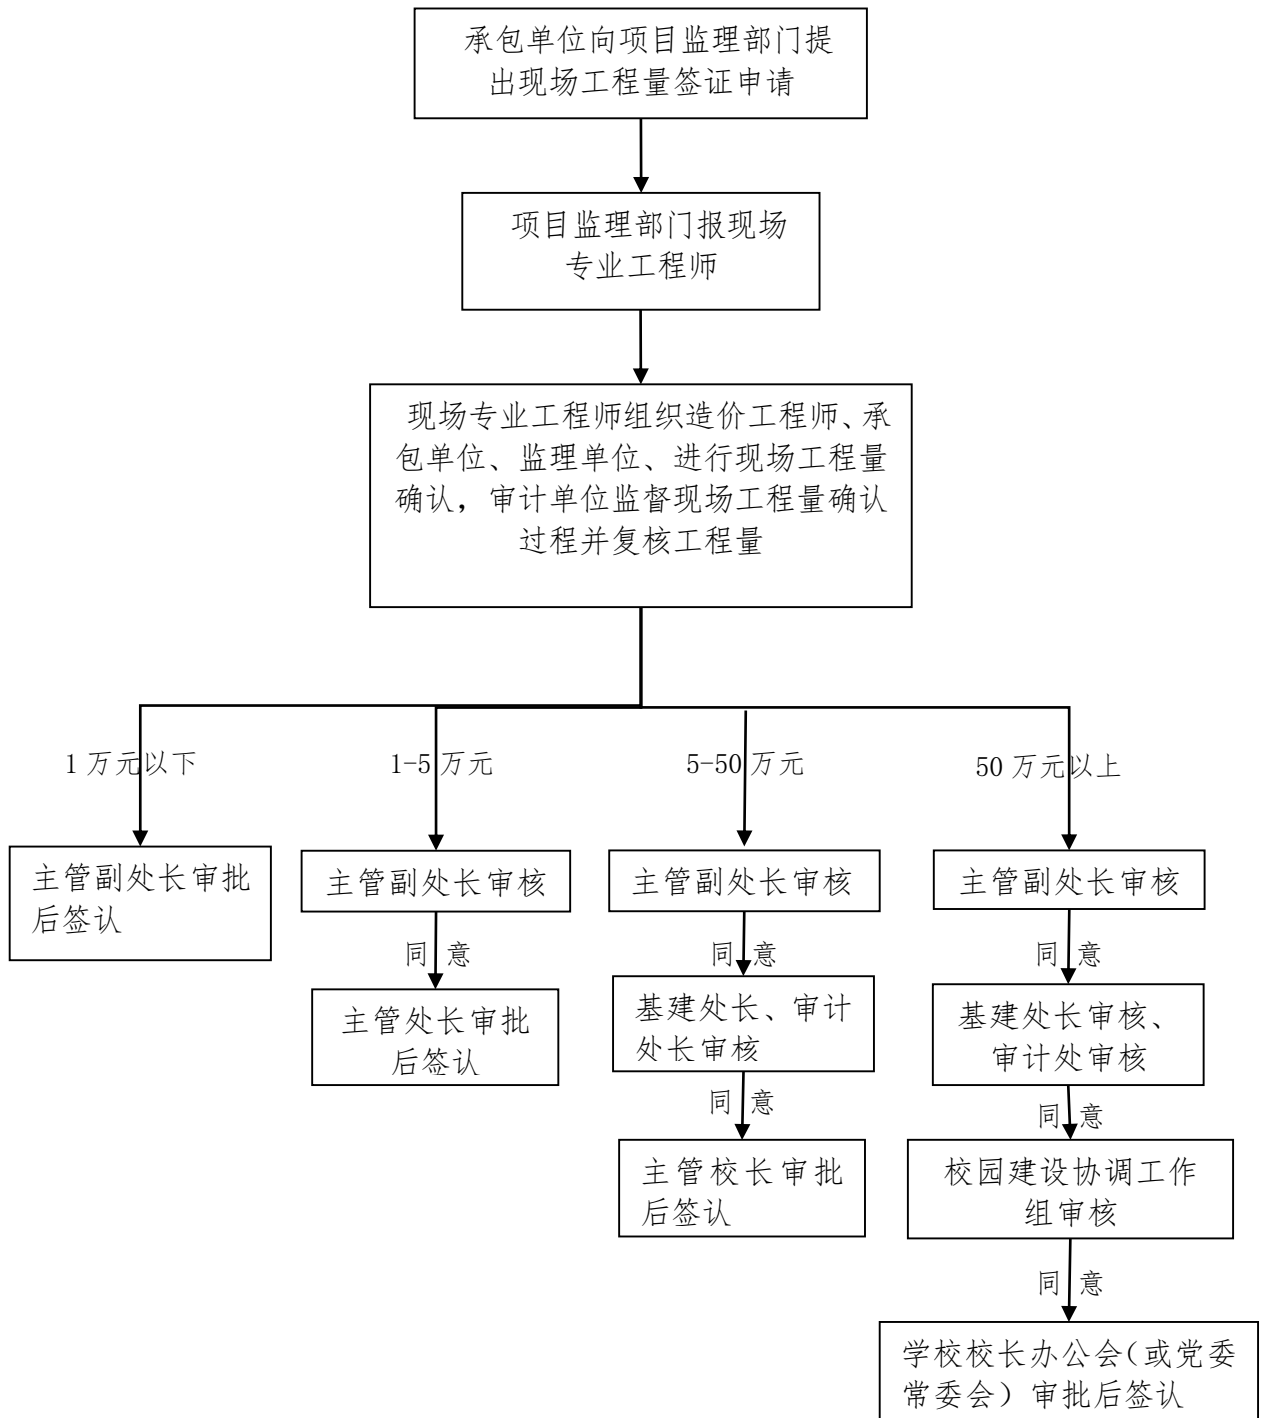 承包单位向项目监理部门提
出现场工程量签证申请
项目监理部门报现场
专业工程师
现场专业工程师组织造价工程师、承
包单位、监理单位、进行现场工程量
确认，审计单位监督现场工程量确认
过程并复核工程量
1 万元以下
1-5 万元
5-50 万元
50 万元以上
主管副处长审批
后签认
主管副处长审核
同 意
主管处长审批
后签认
主管副处长审核
同 意
基建处长、审计
处长审核
同 意
主管校长审批
后签认
主管副处长审核
同 意
基建处长审核、
审计处审核
同 意
校园建设协调工作
组审核
同 意
学校校长办公会（或党委
常委会）审批后签认